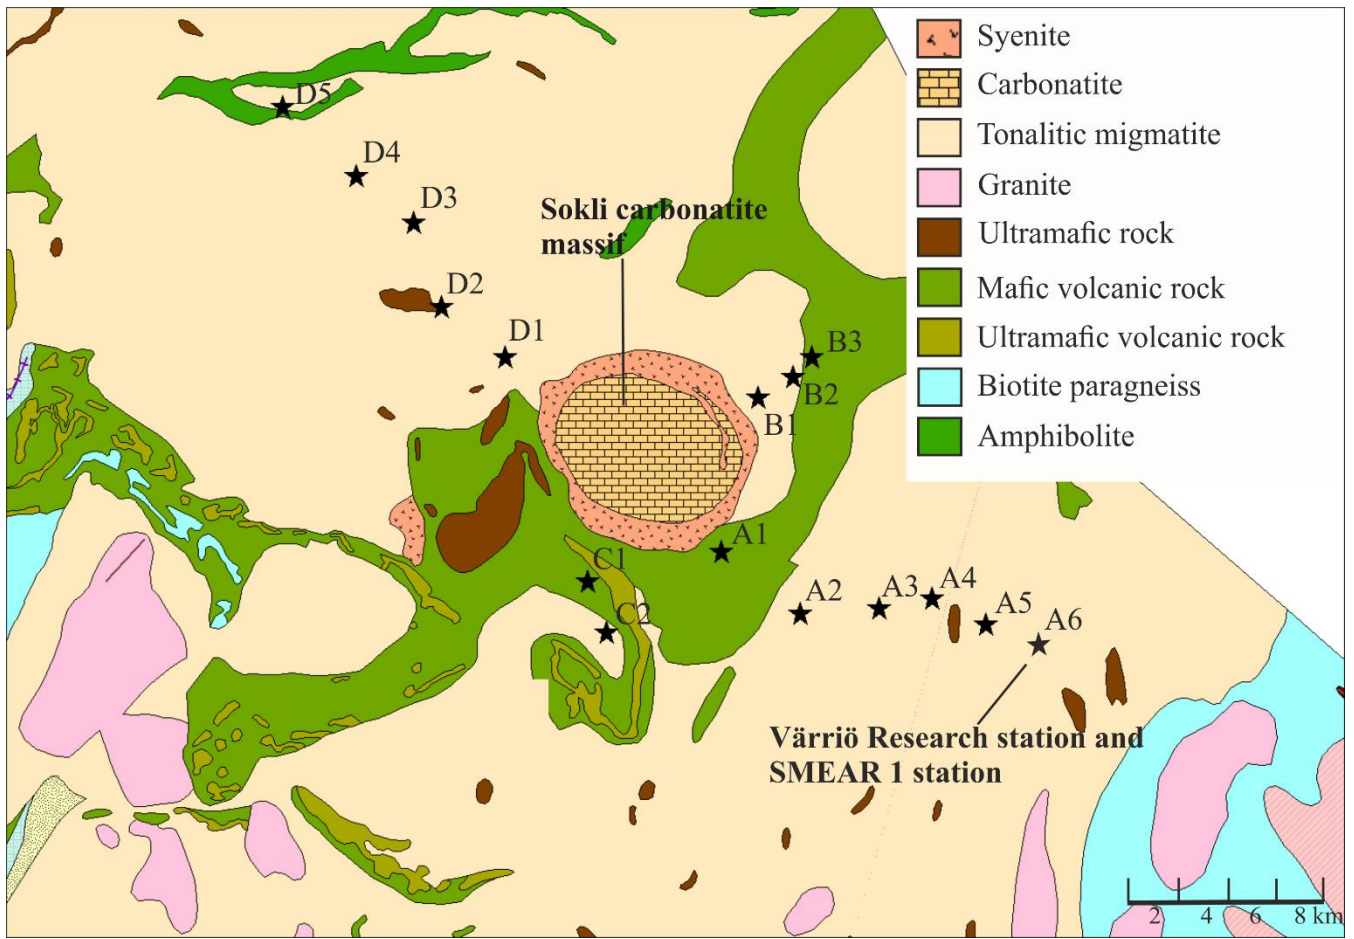 Syenite
Carbonatite
Tonalitic migmatite
Granite
Ultramafic rock
Mafic volcanic rock
Ultramafic volcanic rock
Biotite paragneiss
Amphibolite
D5
D4
D3
Sokli carbonatite
massif
D2
D1
B3
B2
B1
A1
C1
C2
A2
A3
A4
A5
A6
Värriö Research station and
SMEAR 1 station
2 4 6 8 km